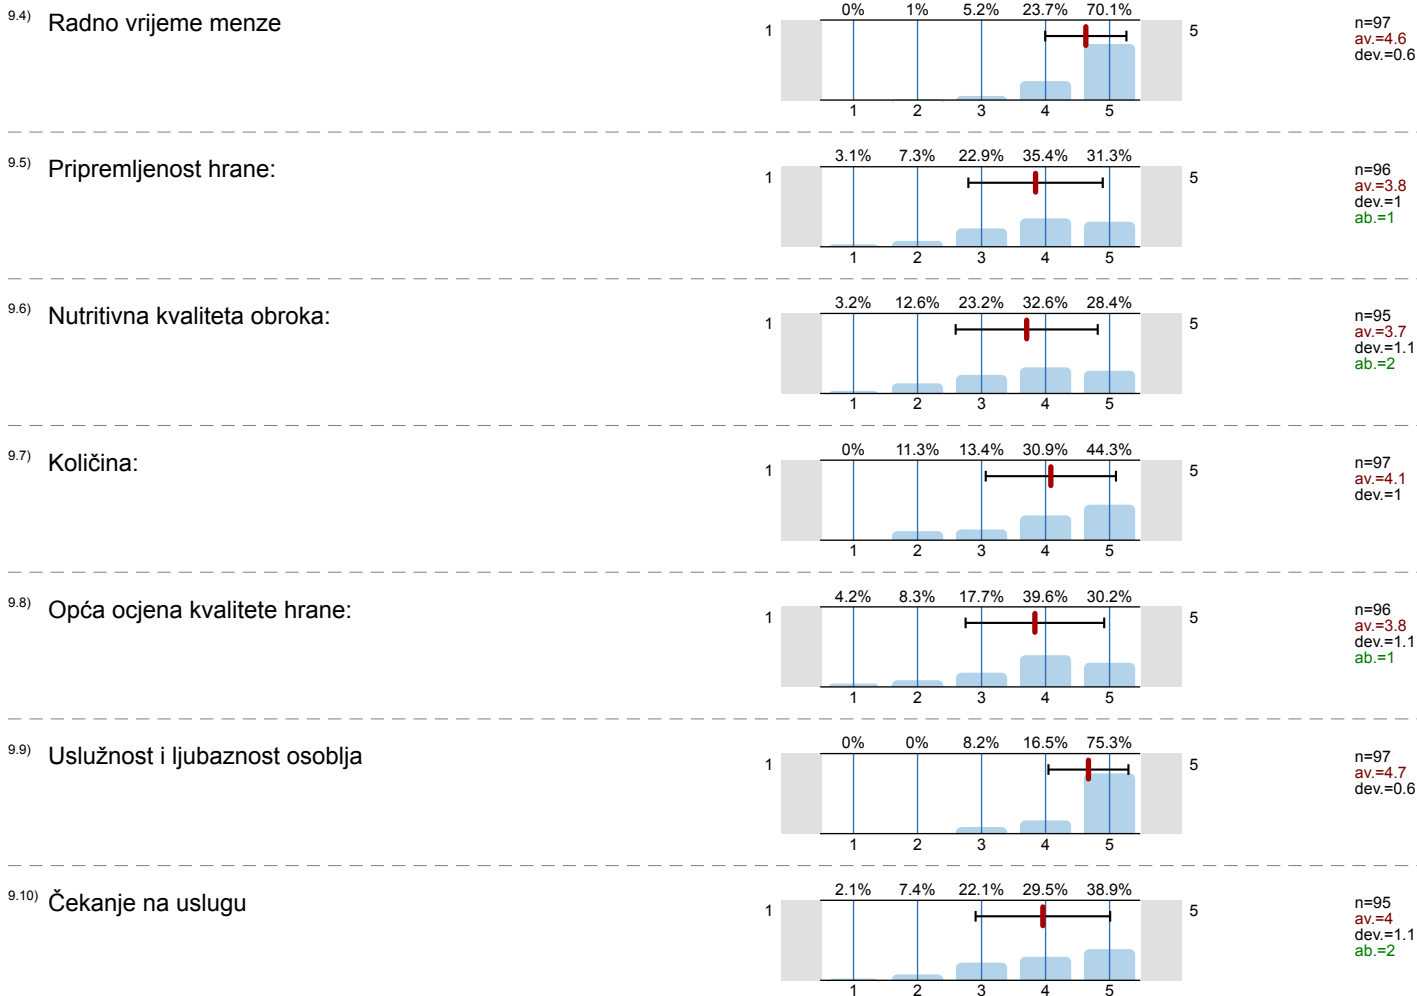 9.4) Radno vrijeme menze
0% 1% 5.2% 23.7% 70.1%
1 5
1 2 3 4 5
n=97
av.=4.6
dev.=0.6
9.5) Pripremljenost hrane:
3.1% 7.3% 22.9% 35.4% 31.3%
1 5
1 2 3 4 5
n=96
av.=3.8
dev.=1
ab.=1
9.6) Nutritivna kvaliteta obroka:
3.2% 12.6% 23.2% 32.6% 28.4%
1 5
1 2 3 4 5
n=95
av.=3.7
dev.=1.1
ab.=2
9.7) Količina:
0% 11.3% 13.4% 30.9% 44.3%
1 5
1 2 3 4 5
n=97
av.=4.1
dev.=1
9.8) Opća ocjena kvalitete hrane:
4.2% 8.3% 17.7% 39.6% 30.2%
1 5
1 2 3 4 5
n=96
av.=3.8
dev.=1.1
ab.=1
9.9) Uslužnost i ljubaznost osoblja
0% 0% 8.2% 16.5% 75.3%
1 5
1 2 3 4 5
n=97
av.=4.7
dev.=0.6
9.10) Čekanje na uslugu
2.1% 7.4% 22.1% 29.5% 38.9%
1 5
1 2 3 4 5
n=95
av.=4
dev.=1.1
ab.=2